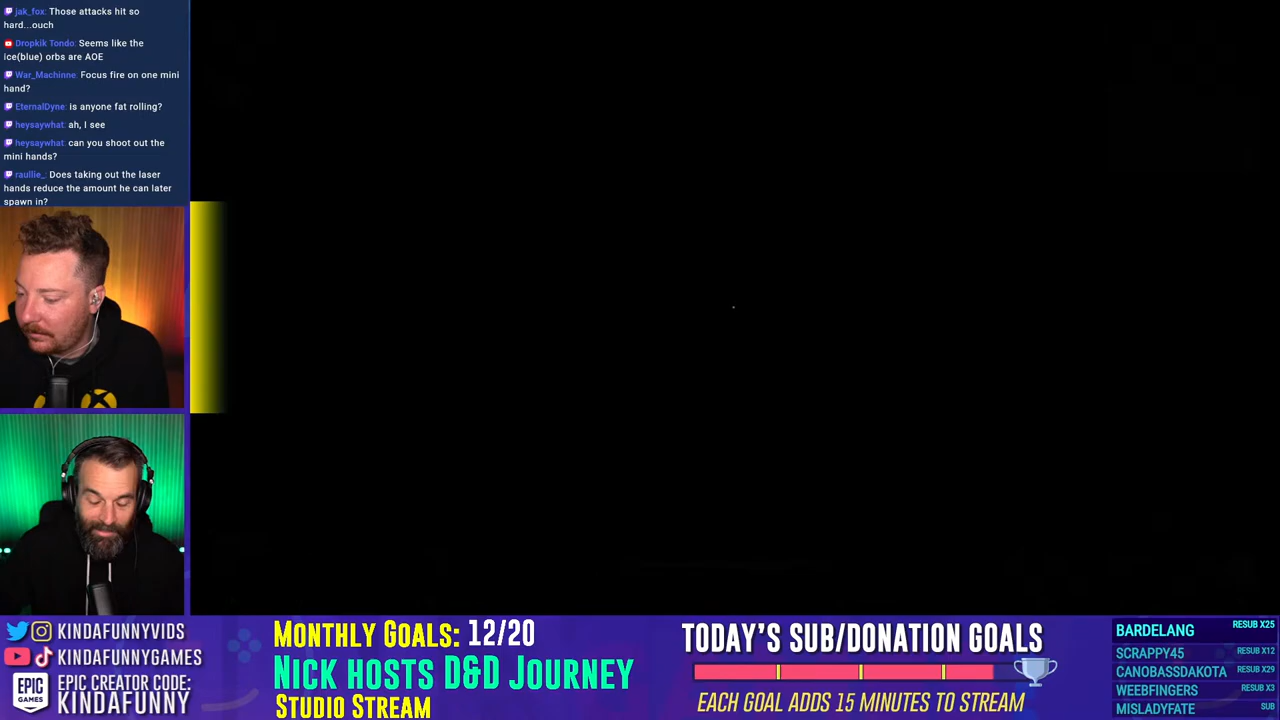 jak_fox: Those attacks hit so
hard...ouch
Dropkik Tondo: Seems like the
ice(blue) orbs are AOE
War_Machinne: Focus fire on one mini
hand?
EternalDyne: is anyone fat rolling?
heysaywhat: ah, I see
heysaywhat: can you shoot out the
mini hands?
raullie_: Does taking out the laser
hands reduce the amount he can later
spawn in?
KINDAFUNNYVIDS
KINDAFUNNYGAMES
EPIC GAMES
EPIC CREATOR CODE:
KINDAFUNNY
MONTHLY GOALS: 12/20
NICK HOSTS D&D JOURNEY
STUDIO STREAM
TODAY'S SUB/DONATION GOALS
EACH GOAL ADDS 15 MINUTES TO STREAM
BARDELANG RESUB X25
SCRAPPY45 RESUB X12
CANOBASSDAKOTA RESUB X29
WEEBFINGERS RESUB X3
MISLADYFATE SUB